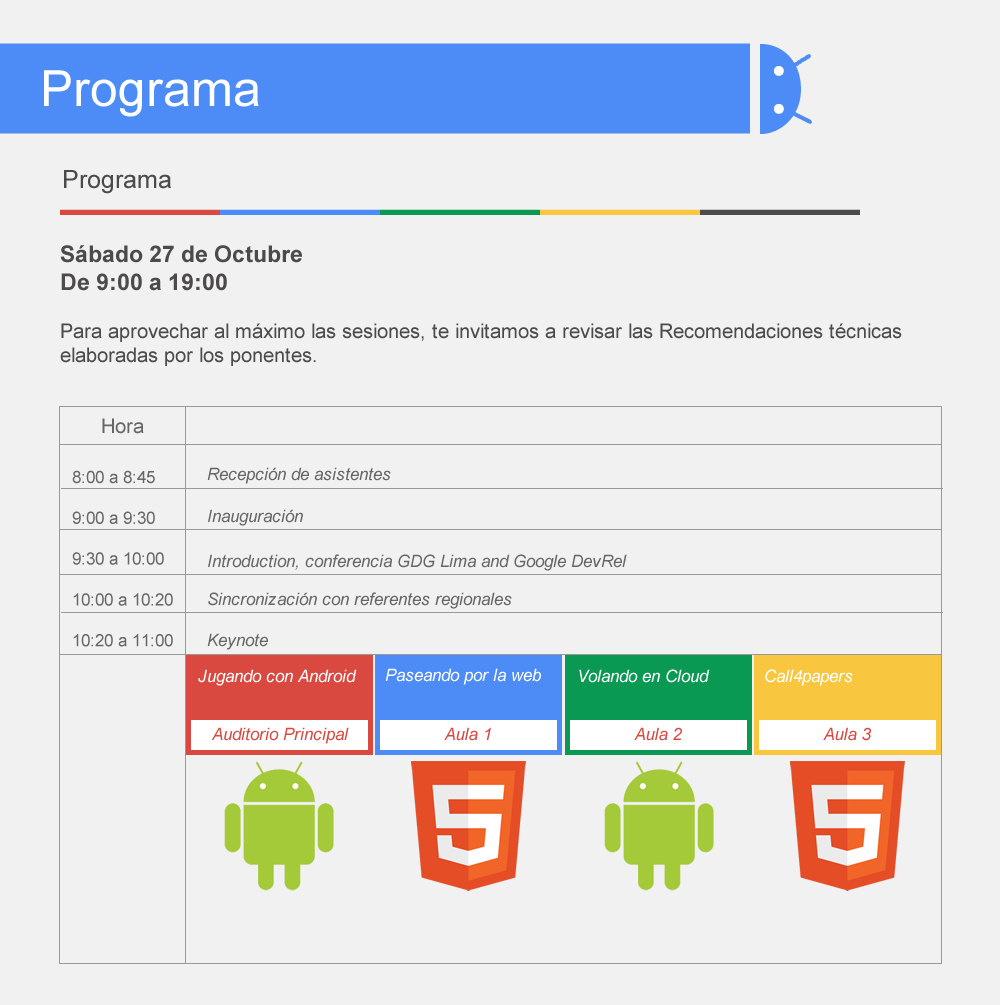 Programa
Programa
Sábado 27 de Octubre
De 9:00 a 19:00
Para aprovechar al máximo las sesiones, te invitamos a revisar las Recomendaciones técnicas
elaboradas por los ponentes.
Hora
8:00 a 8:45 Recepción de asistentes
9:00 a 9:30 Inauguración
9:30 a 10:00 Introduction, conferencia GDG Lima and Google DevRel
10:00 a 10:20 Sincronización con referentes regionales
10:20 a 11:00 Keynote
Jugando con Android Paseando por la web Volando en Cloud Call4papers
Auditorio Principal Aula 1 Aula 2 Aula 3